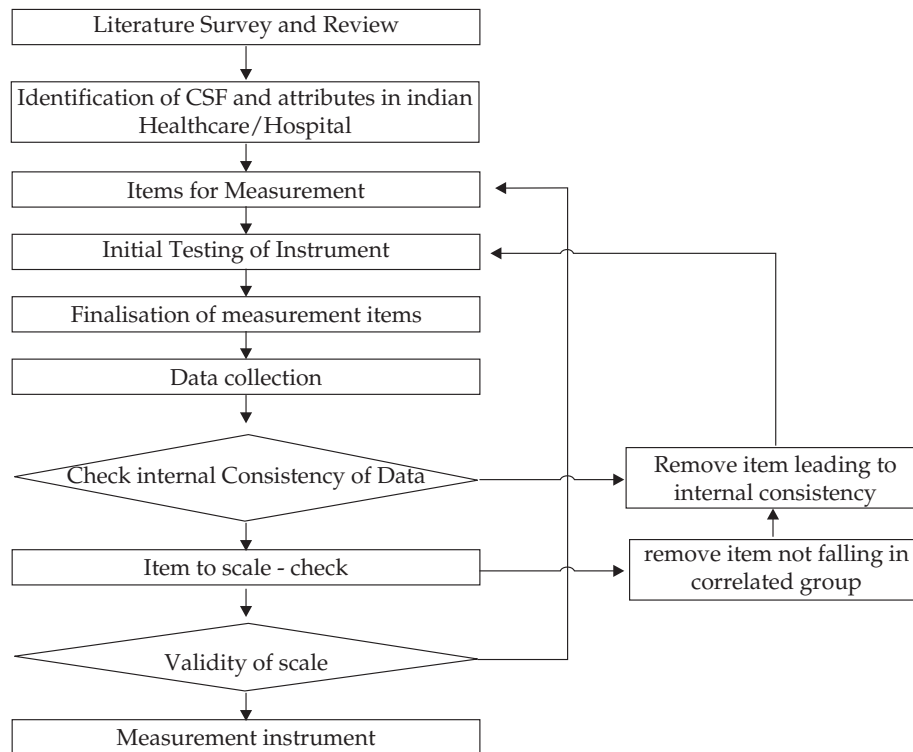 Literature Survey and Review
Identification of CSF and attributes in indian
Healthcare/Hospital
Items for Measurement
Initial Testing of Instrument
Finalisation of measurement items
Data collection
Check internal Consistency of Data
Remove item leading to
internal consistency
Item to scale - check
remove item not falling in
correlated group
Validity of scale
Measurement instrument